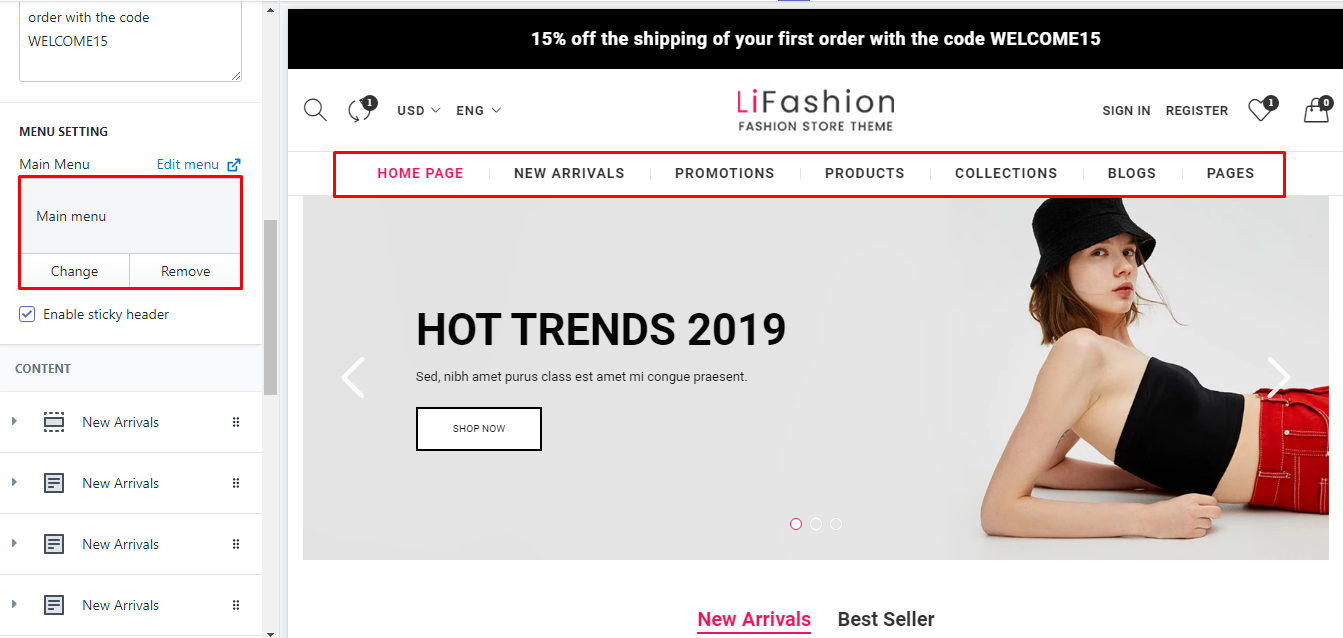 order with the code
WELCOME15
MENU SETTING
Main Menu Edit menu
Main menu
Change Remove
Enable sticky header
CONTENT
New Arrivals
New Arrivals
New Arrivals
New Arrivals
15% off the shipping of your first order with the code WELCOME15
1 USD ENG
LiFashion
FASHION STORE THEME
SIGN IN REGISTER 1 0
HOME PAGE NEW ARRIVALS PROMOTIONS PRODUCTS COLLECTIONS BLOGS PAGES
HOT TRENDS 2019
Sed, nibh amet purus class est amet mi congue praesent.
SHOP NOW
New Arrivals Best Seller